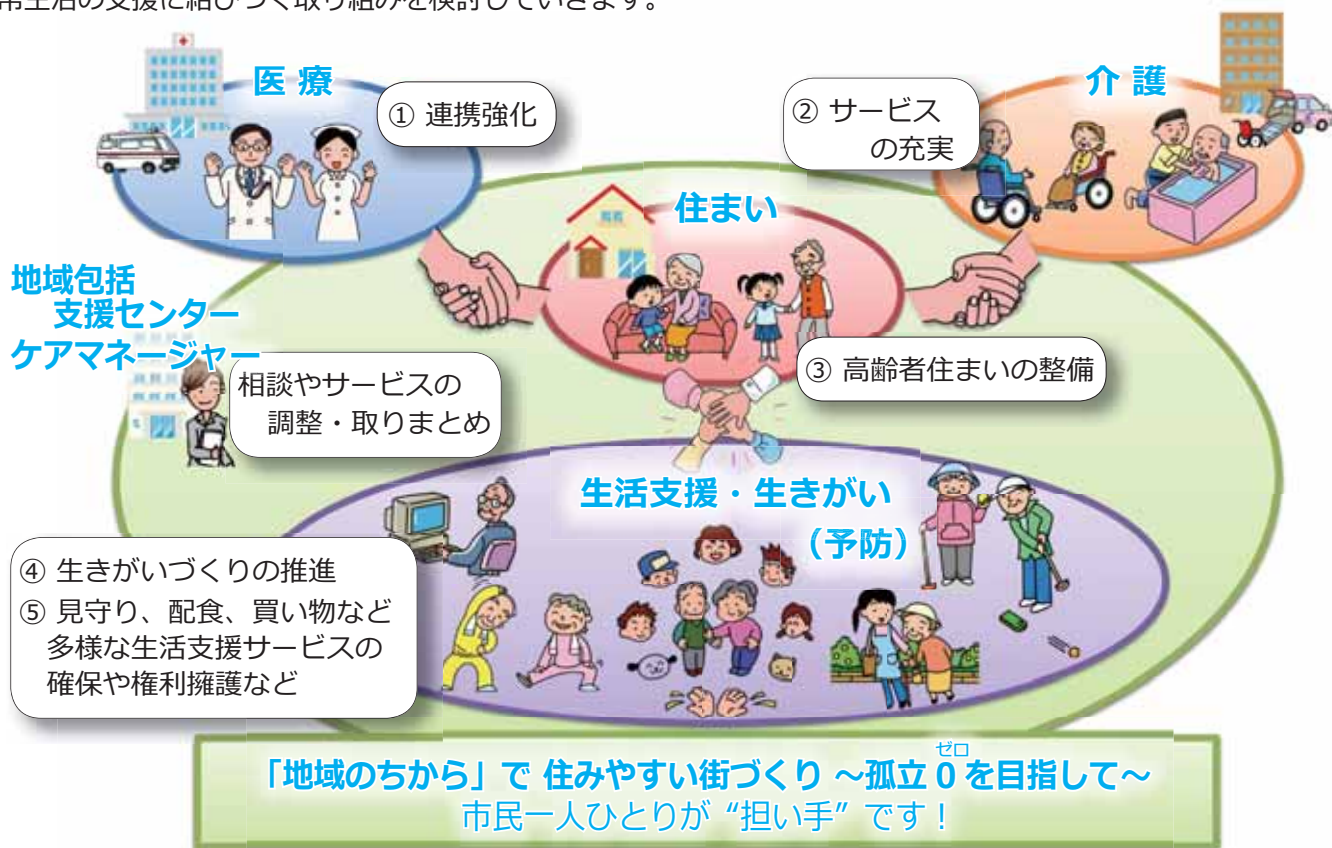 常生活の支援に結びつく取り組みを検討していきます。
医 療
① 連携強化
介 護
② サービス
の充実
住まい
地域包括
支援センター
ケアマネージャー
相談やサービスの
調整・取りまとめ
③ 高齢者住まいの整備
生活支援・生きがい
（予防）
④ 生きがいづくりの推進
⑤ 見守り、配食、買い物など
多様な生活支援サービスの
確保や権利擁護など
ゼロ
「地域のちから」で 住みやすい街づくり ～孤立 0 を目指して～
市民一人ひとりが “担い手” です！